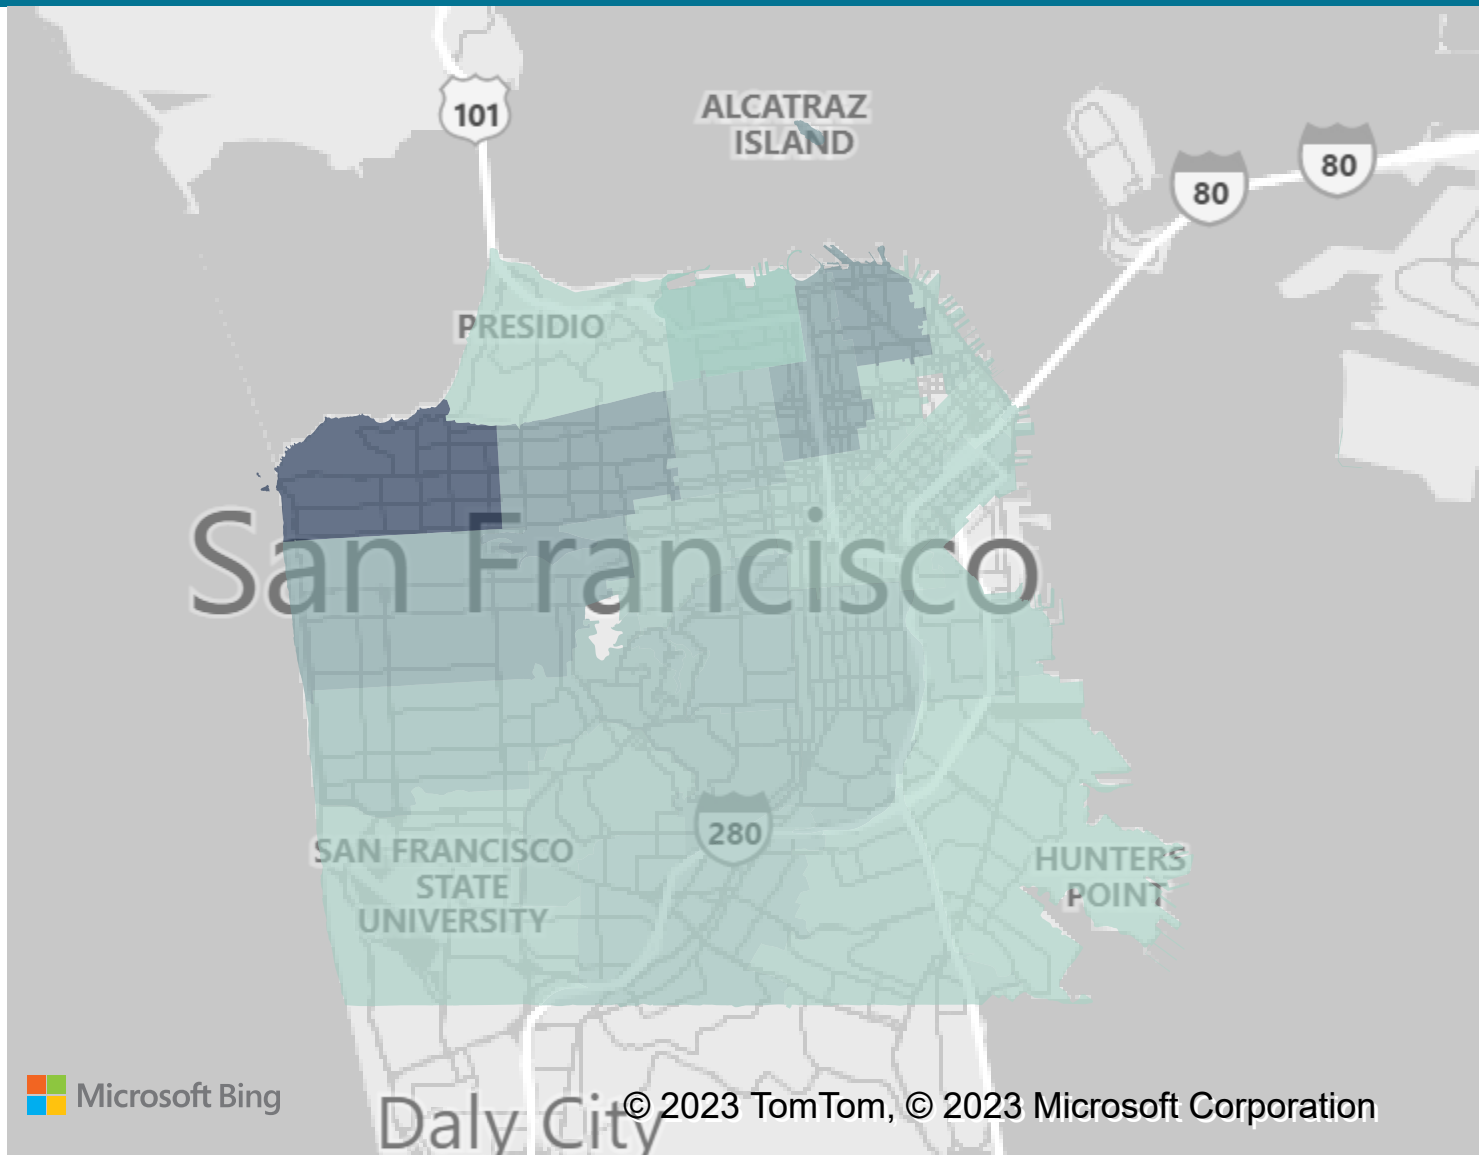 101
ALCATRAZ
ISLAND
80
80
PRESIDIO
San Francisco
280
SAN FRANCISCO
STATE
UNIVERSITY
HUNTERS
POINT
Microsoft Bing
Daly City
© 2023 TomTom, © 2023 Microsoft Corporation